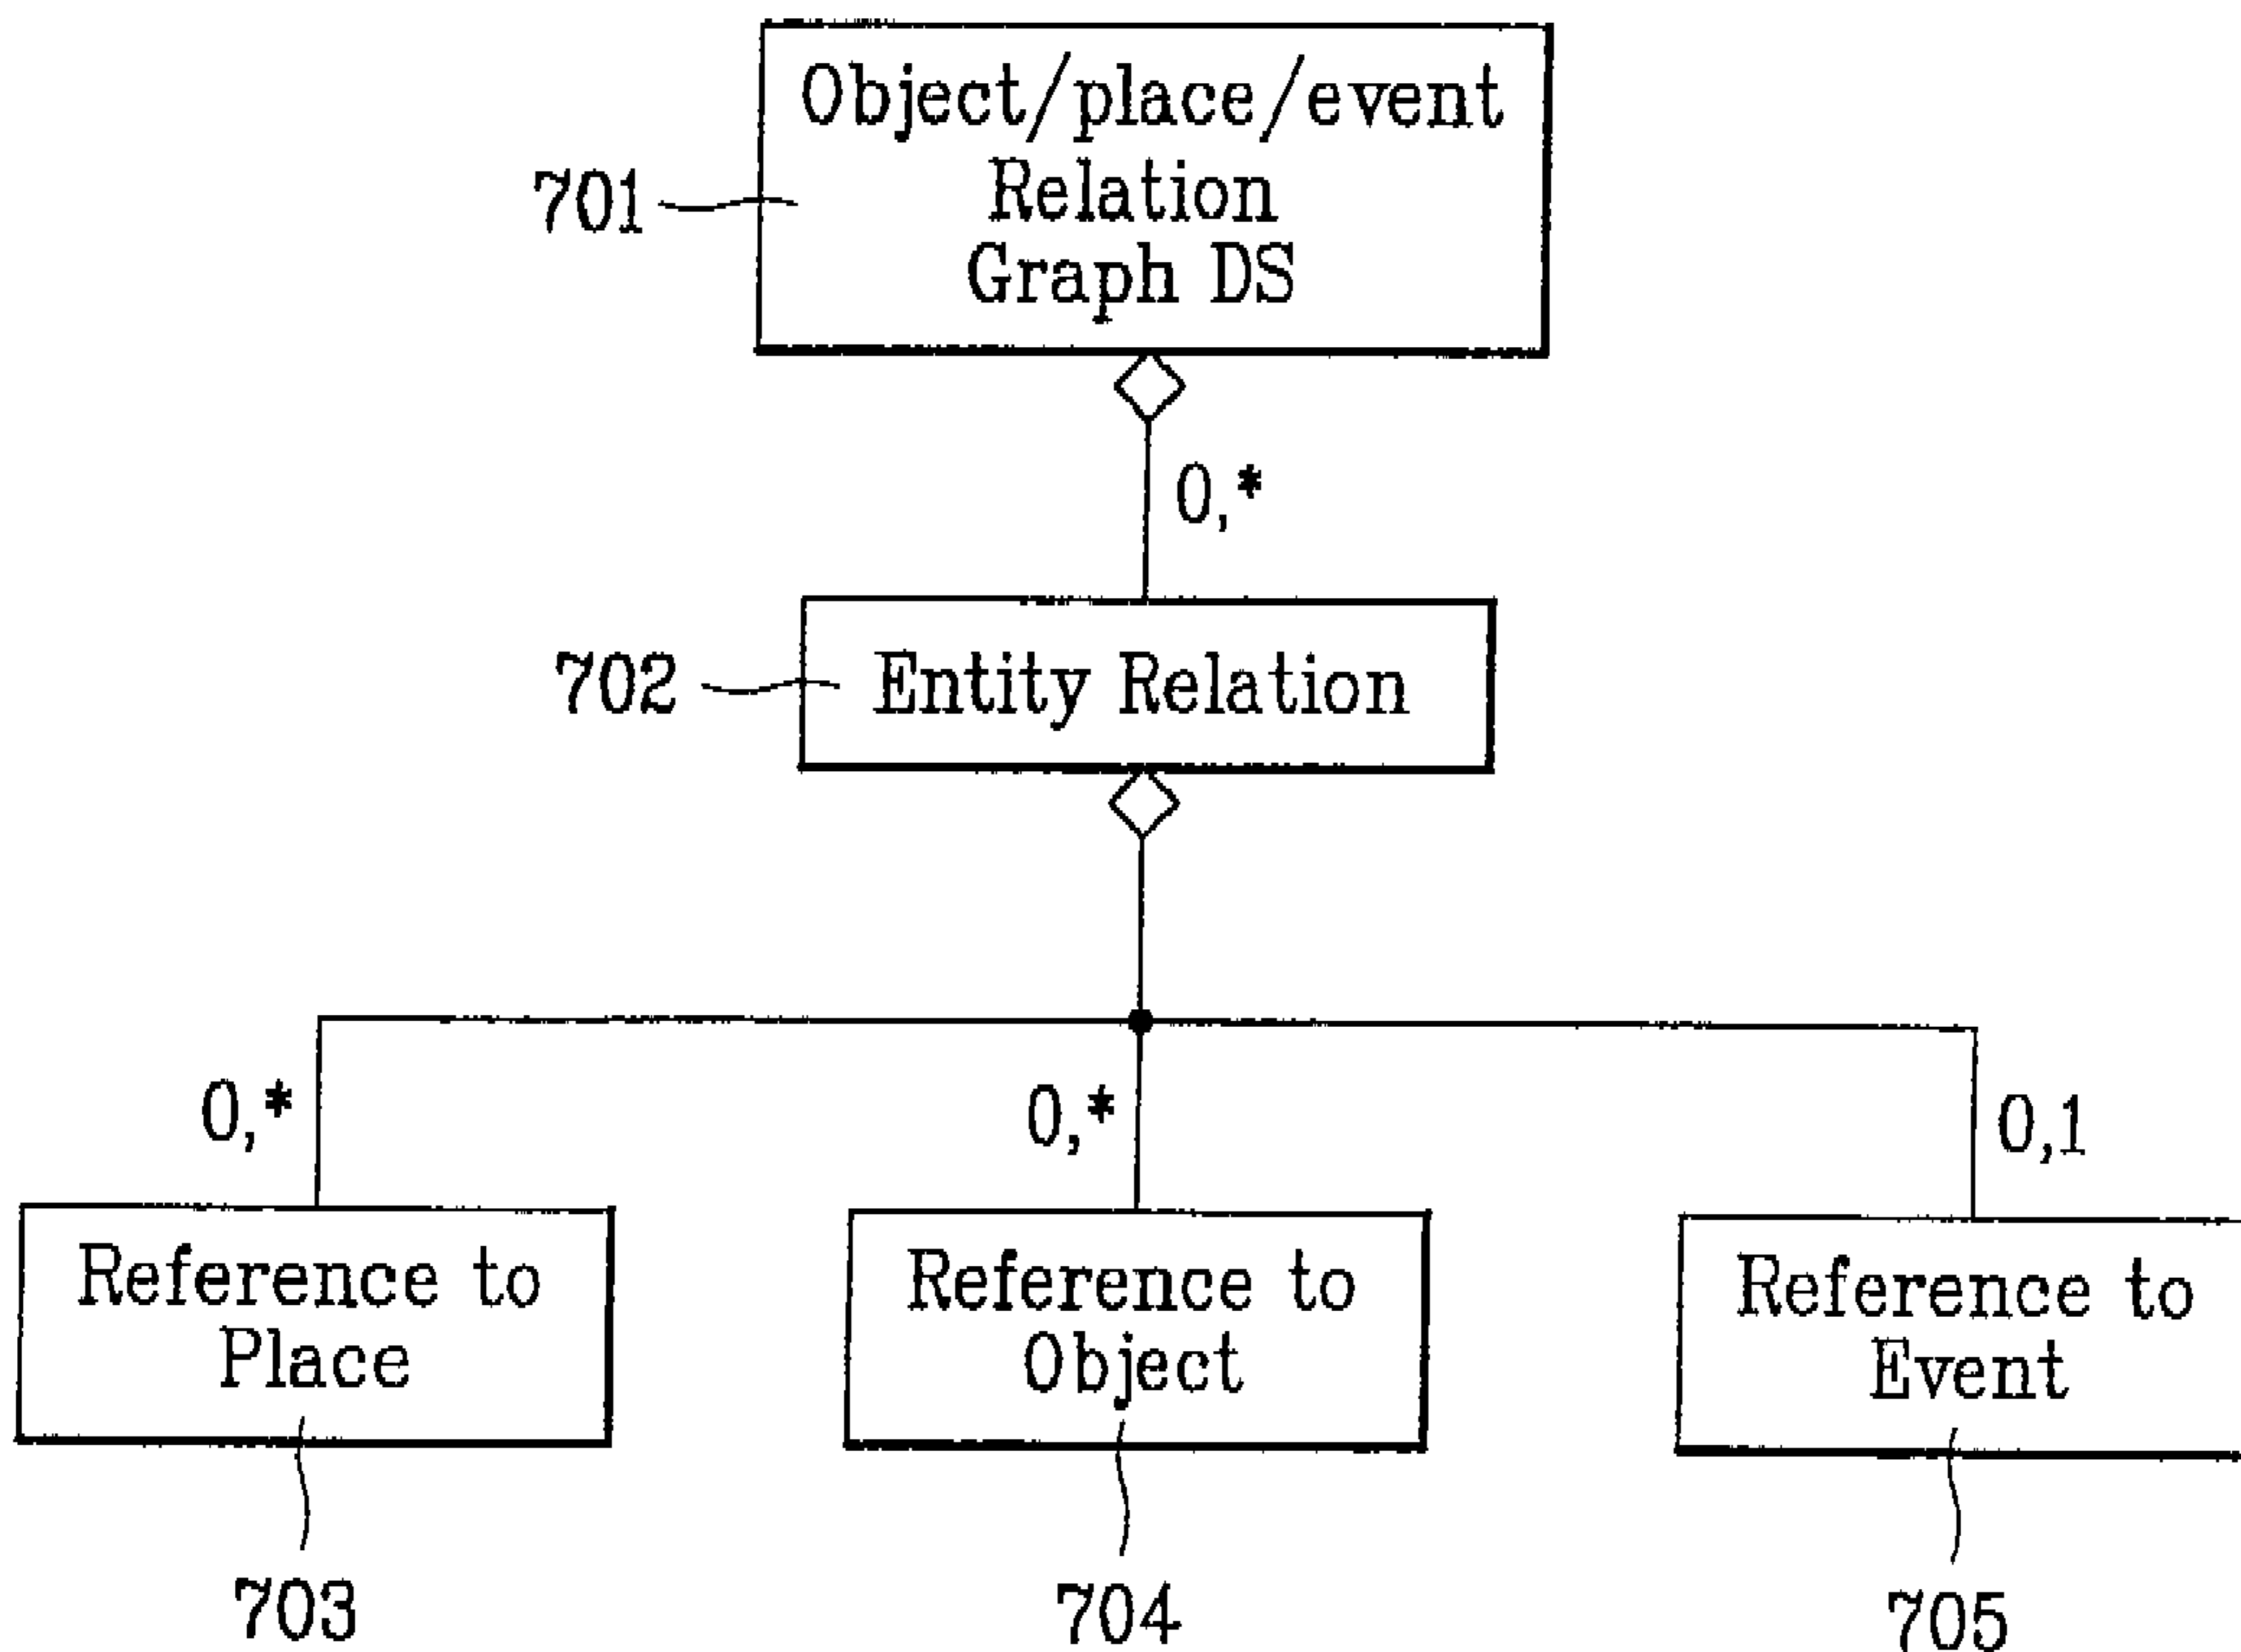 Object/place/event
Relation
Graph DS
701
0,*
702
Entity Relation
0,*
0,*
0,1
Reference to
Place
Reference to
Object
Reference to
Event
703
704
705